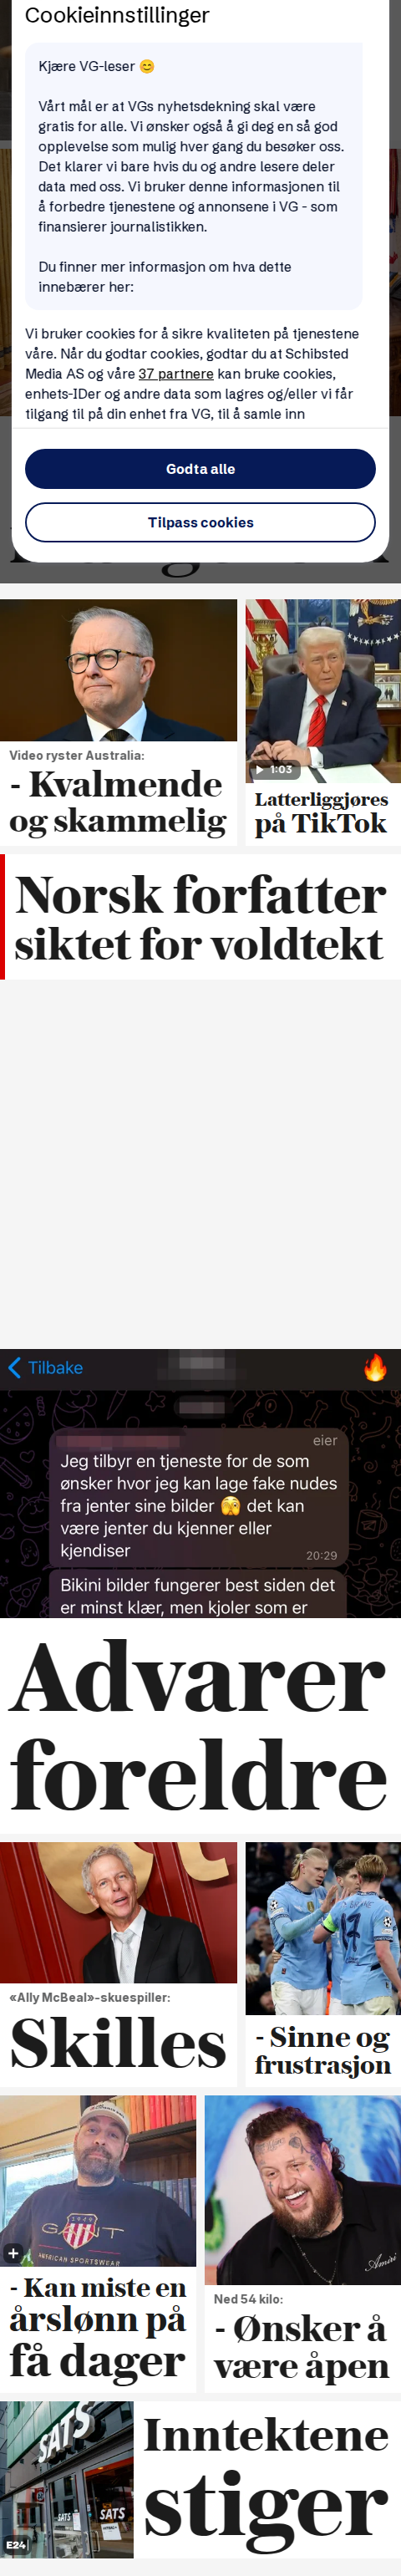 Cookieinnstillinger
Kjære VG-leser 😊
Vårt mål er at VGs nyhetsdekning skal være
gratis for alle. Vi ønsker også å gi deg en så god
opplevelse som mulig hver gang du besøker oss.
Det klarer vi bare hvis du og andre lesere deler
data med oss. Vi bruker denne informasjonen til
å forbedre tjenestene og annonsene i VG - som
finansierer journalistikken.
Du finner mer informasjon om hva dette
innebærer her:
Vi bruker cookies for å sikre kvaliteten på tjenestene
våre. Når du godtar cookies, godtar du at Schibsted
Media AS og våre 37 partnere kan bruke cookies,
enhets-IDer og andre data som lagres og/eller vi får
tilgang til på din enhet fra VG, til å samle inn
Godta alle
Tilpass cookies
Video ryster Australia:
- Kvalmende
og skammelig
1:03
Latterliggjøres
på TikTok
Norsk forfatter
siktet for voldtekt
Tilbake 🔥
eier
Jeg tilbyr en tjeneste for de som
ønsker hvor jeg kan lage fake nudes
fra jenter sine bilder 🫣 det kan
være jenter du kjenner eller
kjendiser
20:29
Bikini bilder fungerer best siden det
er minst klær, men kjoler som er
Advarer
foreldre
«Ally McBeal»-skuespiller:
Skilles
- Sinne og
frustrasjon
GANT
AMERICAN SPORTSWEAR
- Kan miste en
årslønn på
få dager
Amiri
Ned 54 kilo:
- Ønsker å
være åpen
SATS
SATS
SATS
E24
Inntektene
stiger